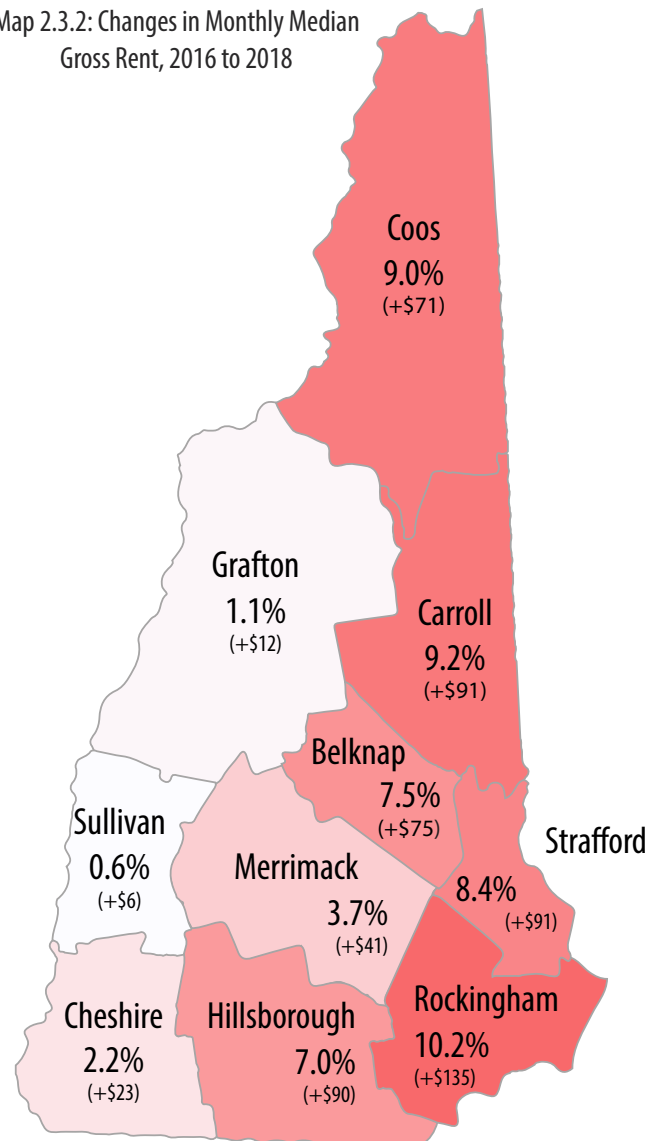 Map 2.3.2: Changes in Monthly Median
Gross Rent, 2016 to 2018
Coos
9.0%
(+$71)
Grafton
1.1%
(+$12)
Carroll
9.2%
(+$91)
Belknap
7.5%
(+$75)
Sullivan
0.6%
(+$6)
Merrimack
3.7%
(+$41)
Strafford
8.4%
(+$91)
Cheshire
2.2%
(+$23)
Hillsborough
7.0%
(+$90)
Rockingham
10.2%
(+$135)